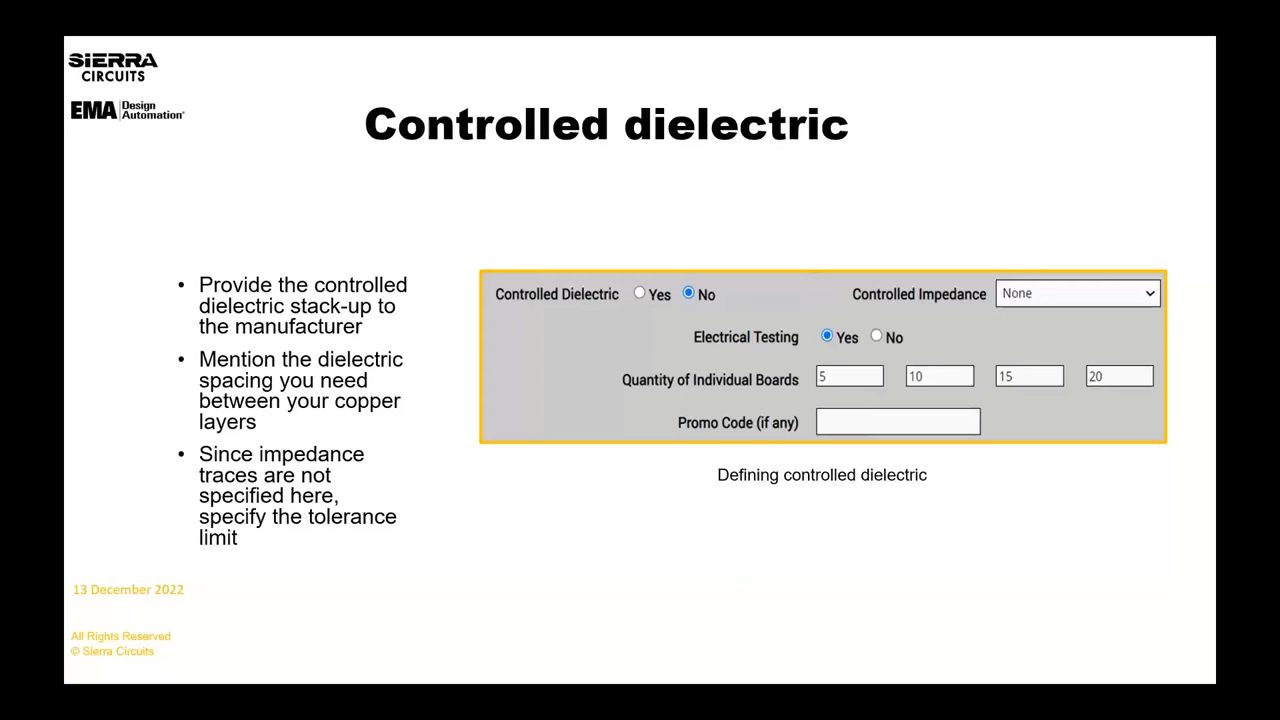 SIERRA
CIRCUITS
EMA Design
Automation®
Controlled dielectric
• Provide the controlled
dielectric stack-up to
the manufacturer
• Mention the dielectric
spacing you need
between your copper
layers
• Since impedance
traces are not
specified here,
specify the tolerance
limit
Controlled Dielectric Yes No Controlled Impedance None
Electrical Testing Yes No
Quantity of Individual Boards 5 10 15 20
Promo Code (if any)
Defining controlled dielectric
13 December 2022
All Rights Reserved
© Sierra Circuits